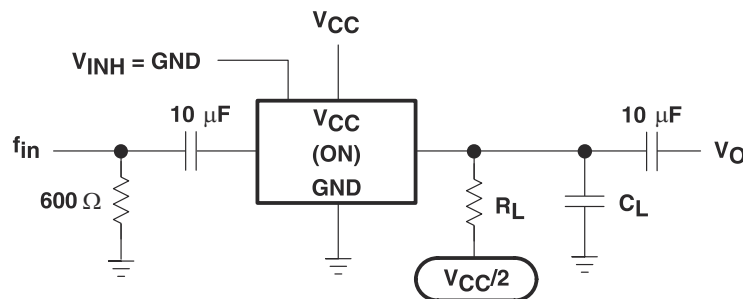 VCC
VINH = GND
10 μF
VCC
(ON)
GND
10 μF
fin
VO
600 Ω
RL
CL
VCC/2